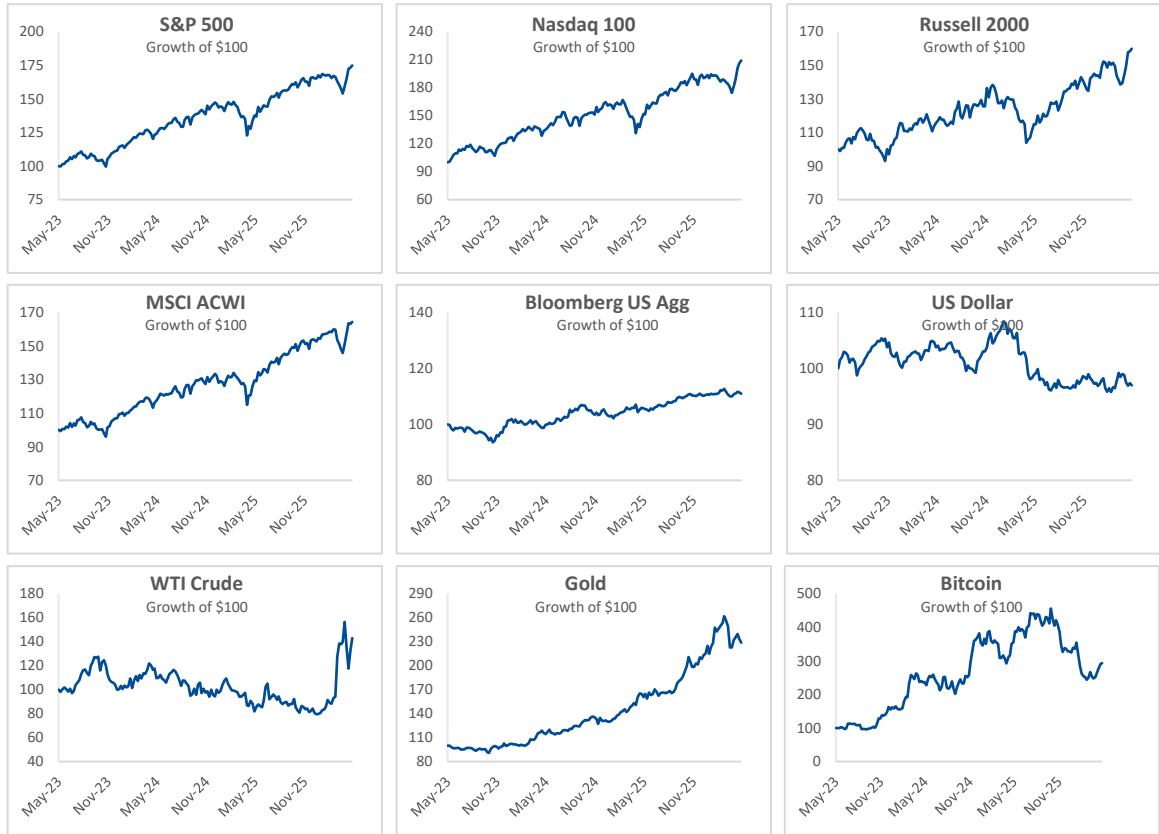 S&P 500
Growth of $100
200
175
150
125
100
75
May-23
Nov-23
May-24
Nov-24
May-25
Nov-25
Nasdaq 100
Growth of $100
240
210
180
150
120
90
60
May-23
Nov-23
May-24
Nov-24
May-25
Nov-25
Russell 2000
Growth of $100
170
150
130
110
90
70
May-23
Nov-23
May-24
Nov-24
May-25
Nov-25
MSCI ACWI
Growth of $100
170
150
130
110
90
70
May-23
Nov-23
May-24
Nov-24
May-25
Nov-25
Bloomberg US Agg
Growth of $100
140
120
100
80
May-23
Nov-23
May-24
Nov-24
May-25
Nov-25
US Dollar
Growth of $100
110
100
90
80
May-23
Nov-23
May-24
Nov-24
May-25
Nov-25
WTI Crude
Growth of $100
180
160
140
120
100
80
60
40
May-23
Nov-23
May-24
Nov-24
May-25
Nov-25
Gold
Growth of $100
290
260
230
200
170
140
110
80
May-23
Nov-23
May-24
Nov-24
May-25
Nov-25
Bitcoin
Growth of $100
500
400
300
200
100
0
May-23
Nov-23
May-24
Nov-24
May-25
Nov-25